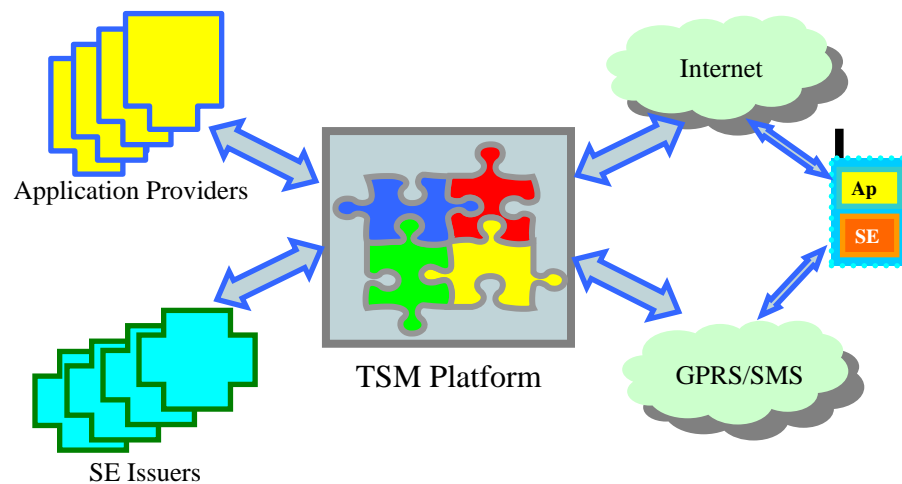 Internet
Application Providers
Ap
SE
TSM Platform
GPRS/SMS
SE Issuers